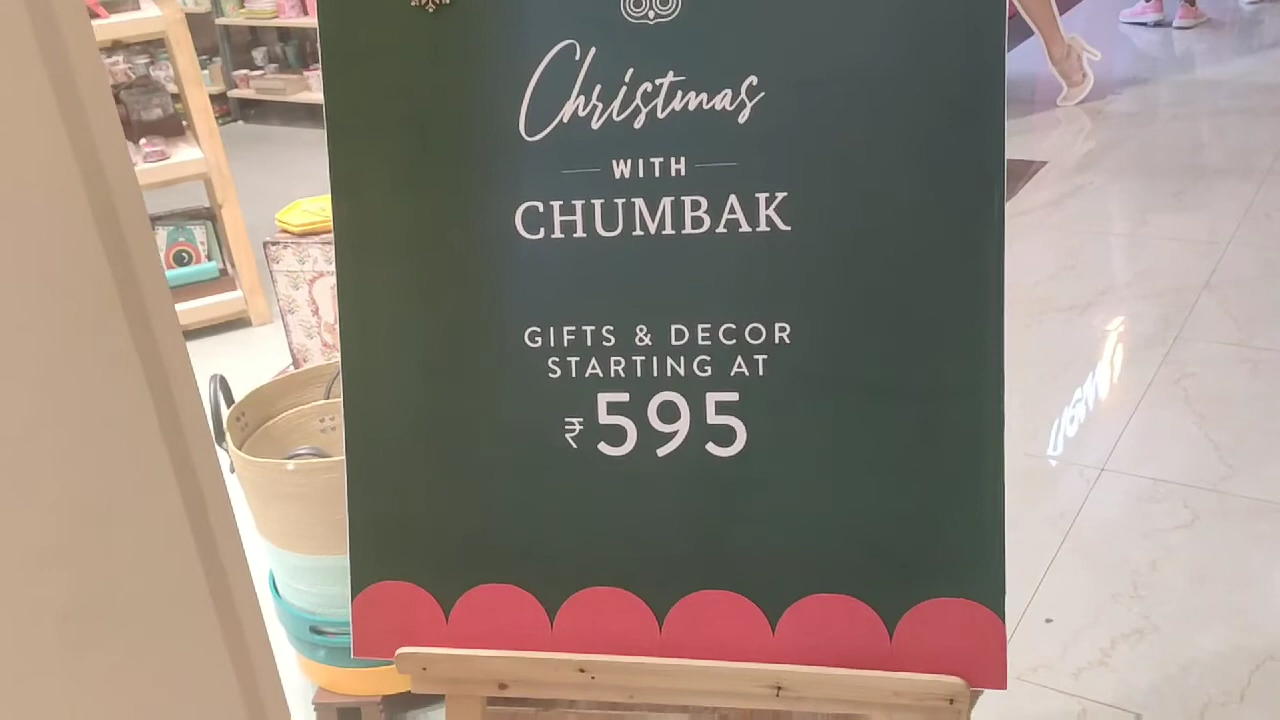 Christmas
WITH
CHUMBAK
GIFTS & DECOR
STARTING AT
₹595